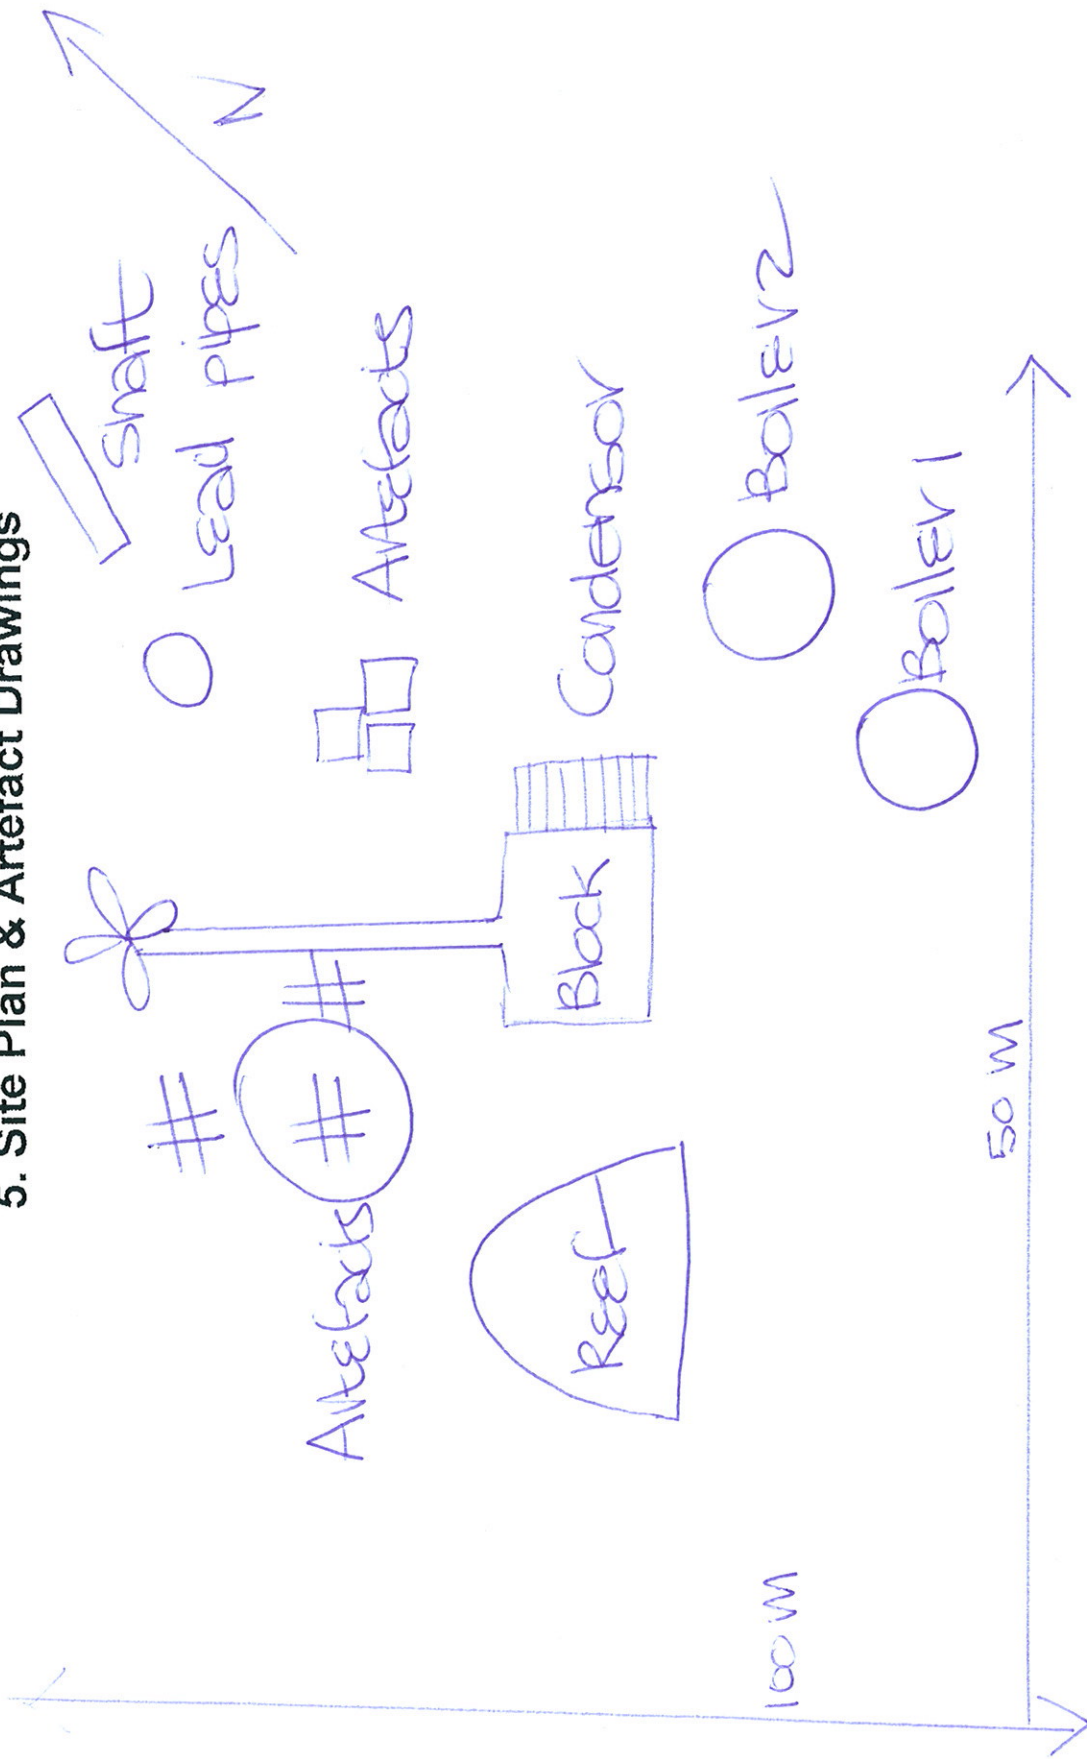 5. Site Plan & Artefact Drawings
N
Shaft
Lead pipes
Artefacts
Condensor
Boiler 2
Boiler 1
Block
Artefacts
Reef
50 m
100 m